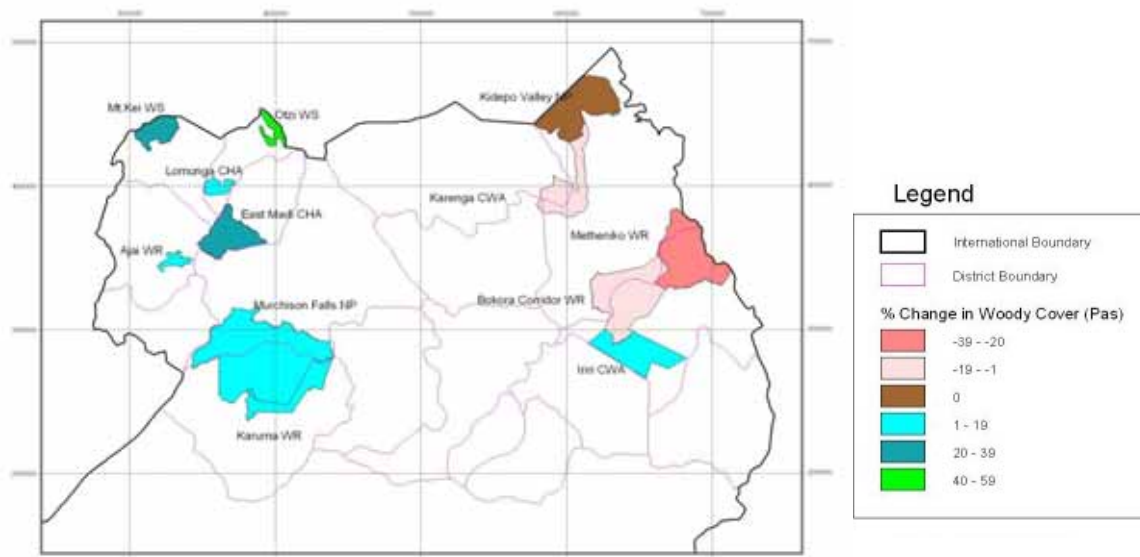 Mt.Kei WS
Otzi WS
Kidepo Valley NP
Lomunga CHA
Karenga CWA
East Madi CHA
Metheniko WR
Ajai WR
Bokora Corridor WR
Murchison Falls NP
Iriri CWA
Karuma WR
Legend
International Boundary
District Boundary
% Change in Woody Cover (Pas)
-39 - -20
-19 - -1
0
1 - 19
20 - 39
40 - 59